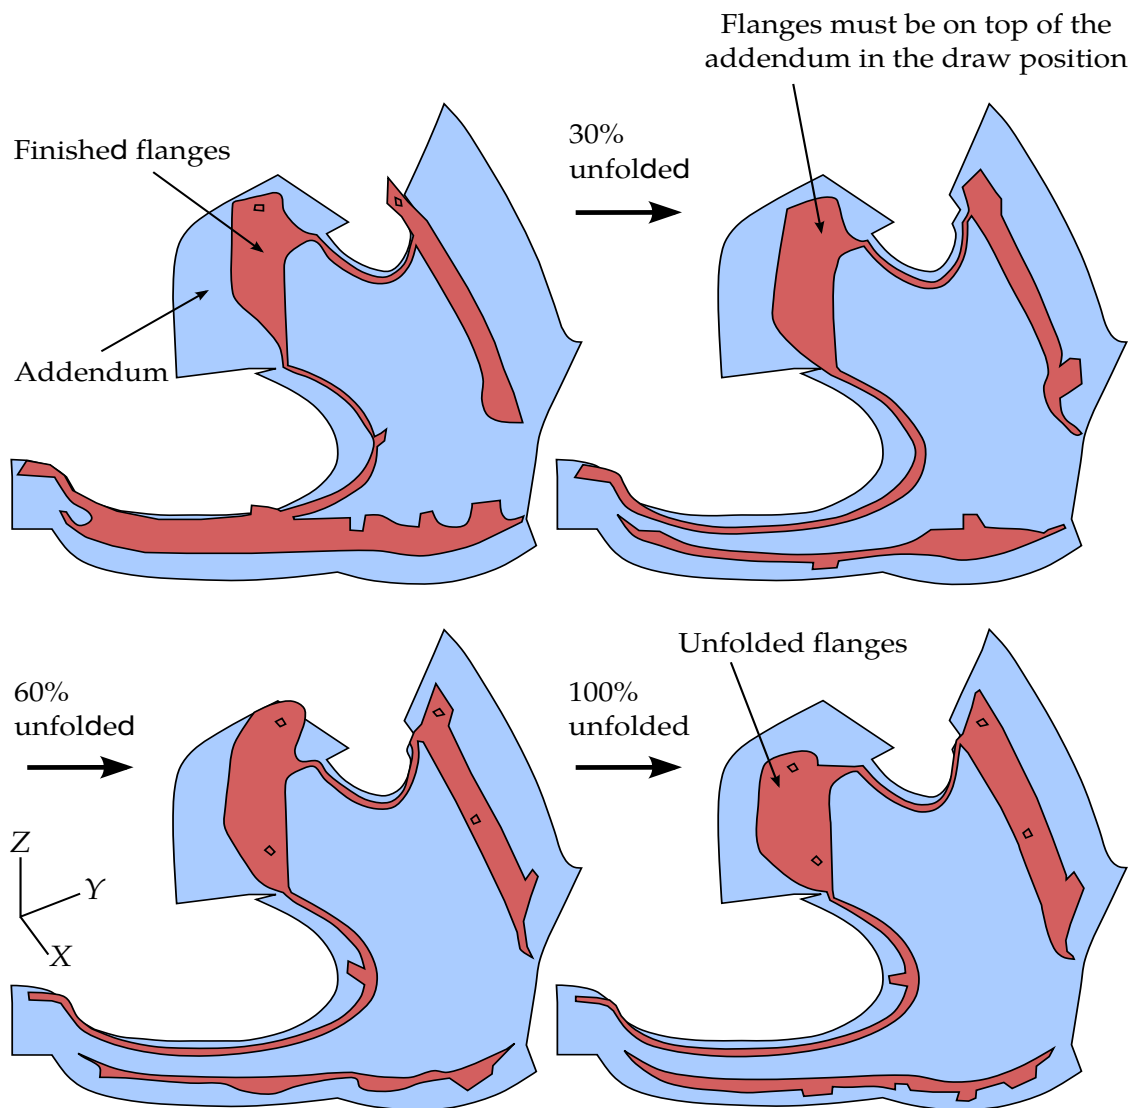 Flanges must be on top of the
addendum in the draw position
Finished flanges
30%
unfolded
Addendum
Unfolded flanges
60%
unfolded
100%
unfolded
Z
Y
X